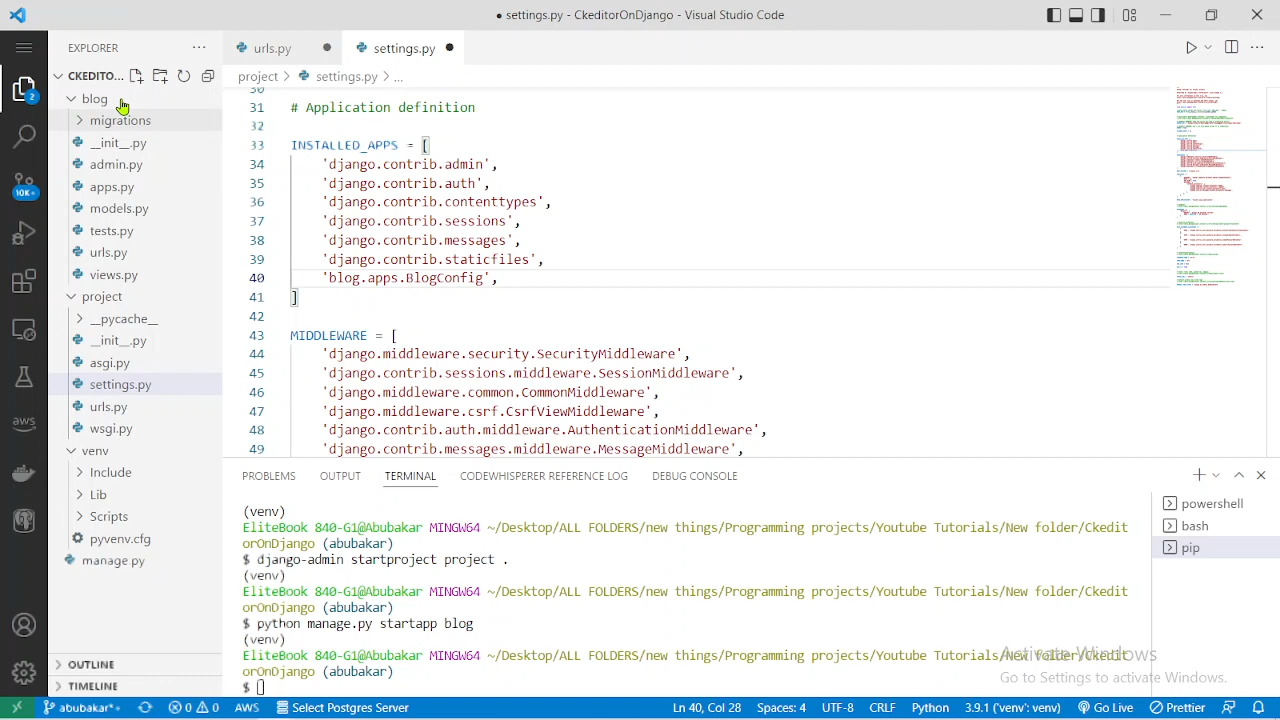 ● settings.py - CkeditorOnDjango - Visual Studio Code
EXPLORER
urls.py
settings.py
CKEDITO...
project > settings.py > ...
2
blog
migrations
__init__.py
admin.py
apps.py
models.py
tests.py
views.py
project
__pycache__
__init__.py
asgi.py
settings.py
urls.py
wsgi.py
venv
Include
Lib
Scripts
pyvenv.cfg
manage.py
OUTLINE
TIMELINE
10K+
aws
30
31 # Application definition
32
33 INSTALLED_APPS = [
34 'django.contrib.admin',
35 'django.contrib.auth',
36 'django.contrib.contenttypes',
37
38 'django.contrib.messages',
39 'django.contrib.staticfiles',
40
41 ]
42
43 MIDDLEWARE = [
44 'django.middleware.security.SecurityMiddleware',
45 'django.contrib.sessions.middleware.SessionMiddleware',
46 'django.middleware.common.CommonMiddleware',
47 'django.middleware.csrf.CsrfViewMiddleware',
48 'django.contrib.auth.middleware.AuthenticationMiddleware',
49 'django.contrib.messages.middleware.MessageMiddleware',
PROBLEMS OUTPUT TERMINAL CODEWHISPERER REFERENCE LOG DEBUG CONSOLE
(venv)
EliteBook 840-G1@Abubakar MINGW64 ~/Desktop/ALL FOLDERS/new things/Programming projects/Youtube Tutorials/New folder/Ckedit
orOnDjango (abubakar)
$ django-admin startproject project .
(venv)
EliteBook 840-G1@Abubakar MINGW64 ~/Desktop/ALL FOLDERS/new things/Programming projects/Youtube Tutorials/New folder/Ckedit
orOnDjango (abubakar)
$ python manage.py startapp blog
(venv)
EliteBook 840-G1@Abubakar MINGW64 ~/Desktop/ALL FOLDERS/new things/Programming projects/Youtube Tutorials/New folder/Ckedit
orOnDjango (abubakar)
$
powershell
bash
pip
Activate Windows
Go to Settings to activate Windows.
abubakar*+ 0 0 AWS Select Postgres Server Ln 40, Col 28 Spaces: 4 UTF-8 CRLF Python 3.9.1 ('venv': venv) Go Live Prettier